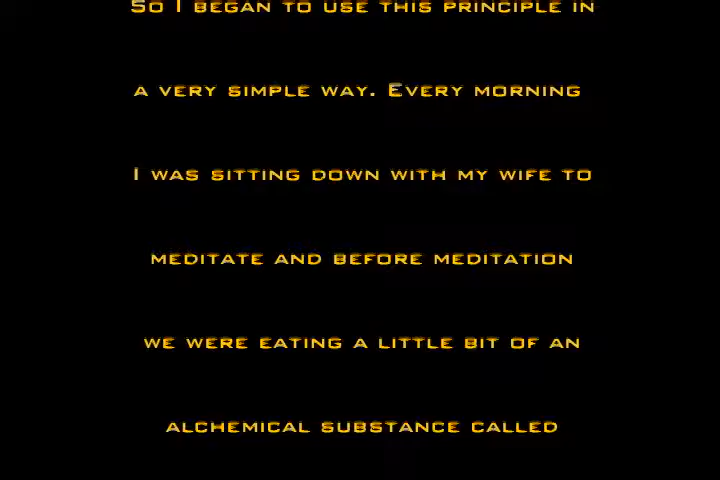 So I began to use this principle in
a very simple way. Every morning
I was sitting down with my wife to
meditate and before meditation
we were eating a little bit of an
alchemical substance called